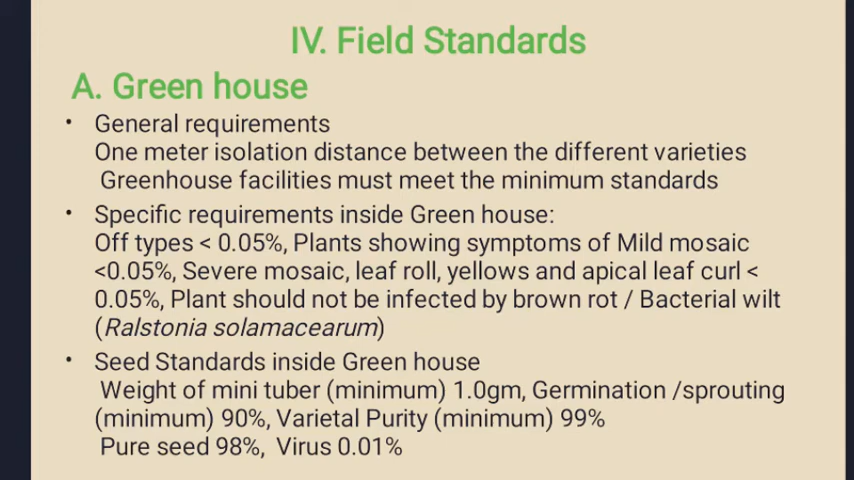 IV. Field Standards
A. Green house
• General requirements
One meter isolation distance between the different varieties
Greenhouse facilities must meet the minimum standards
• Specific requirements inside Green house:
Off types < 0.05%, Plants showing symptoms of Mild mosaic
<0.05%, Severe mosaic, leaf roll, yellows and apical leaf curl <
0.05%, Plant should not be infected by brown rot / Bacterial wilt
(Ralstonia solamacearum)
• Seed Standards inside Green house
Weight of mini tuber (minimum) 1.0gm, Germination /sprouting
(minimum) 90%, Varietal Purity (minimum) 99%
Pure seed 98%, Virus 0.01%